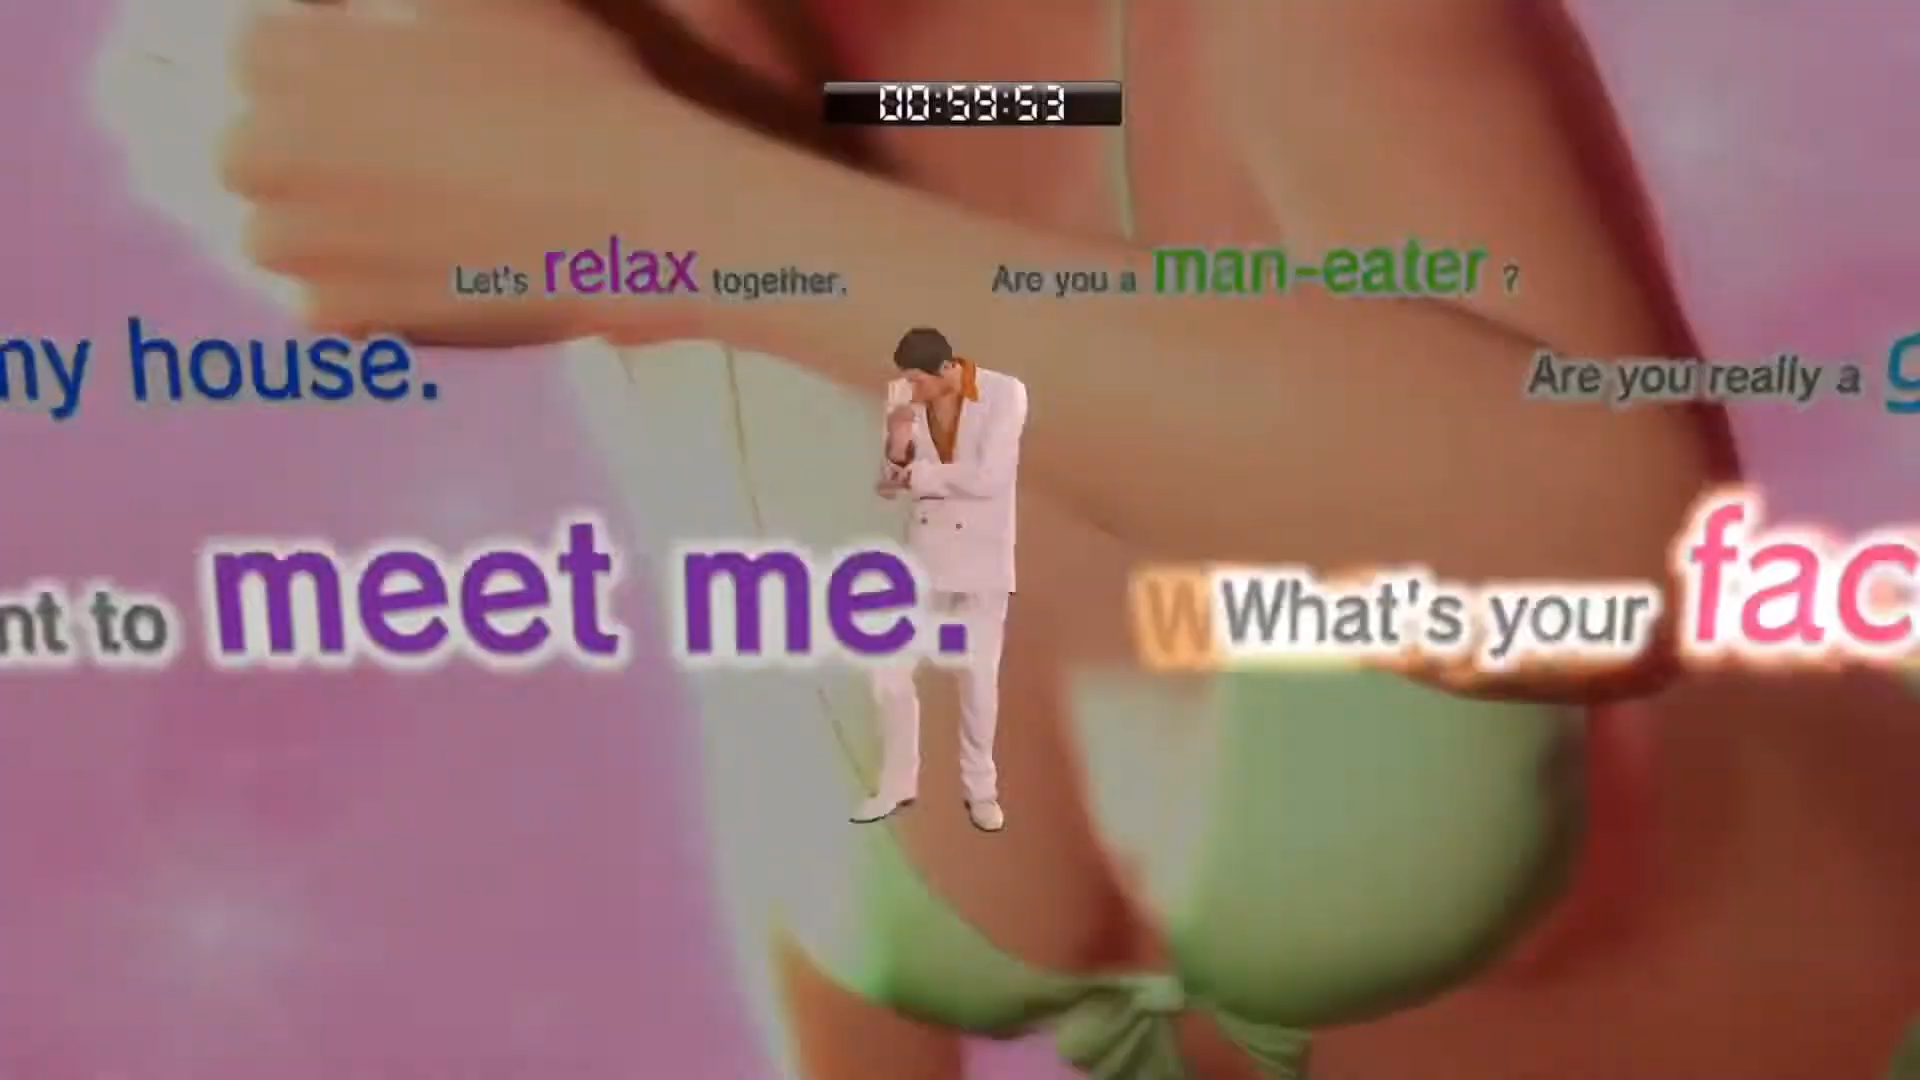 00:59:53
Let's relax together.
Are you a man-eater ?
my house.
Are you really a
nt to meet me.
What's your fac